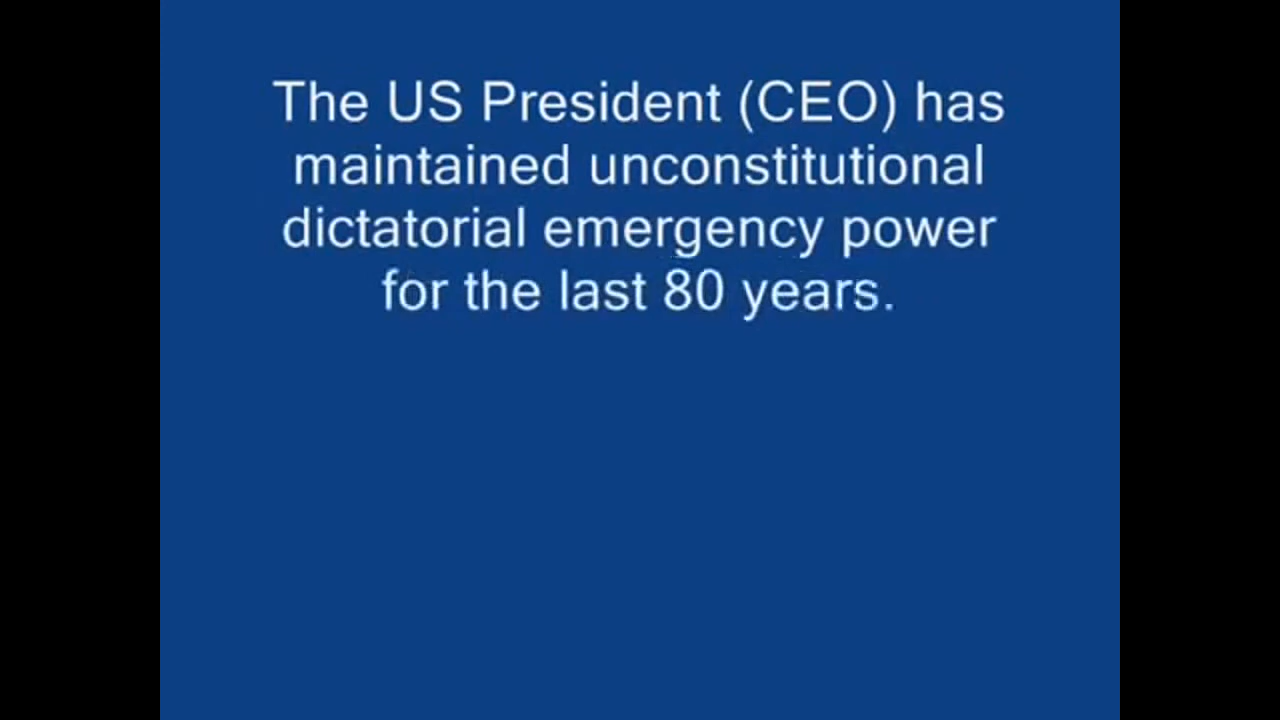 The US President (CEO) has
maintained unconstitutional
dictatorial emergency power
for the last 80 years.